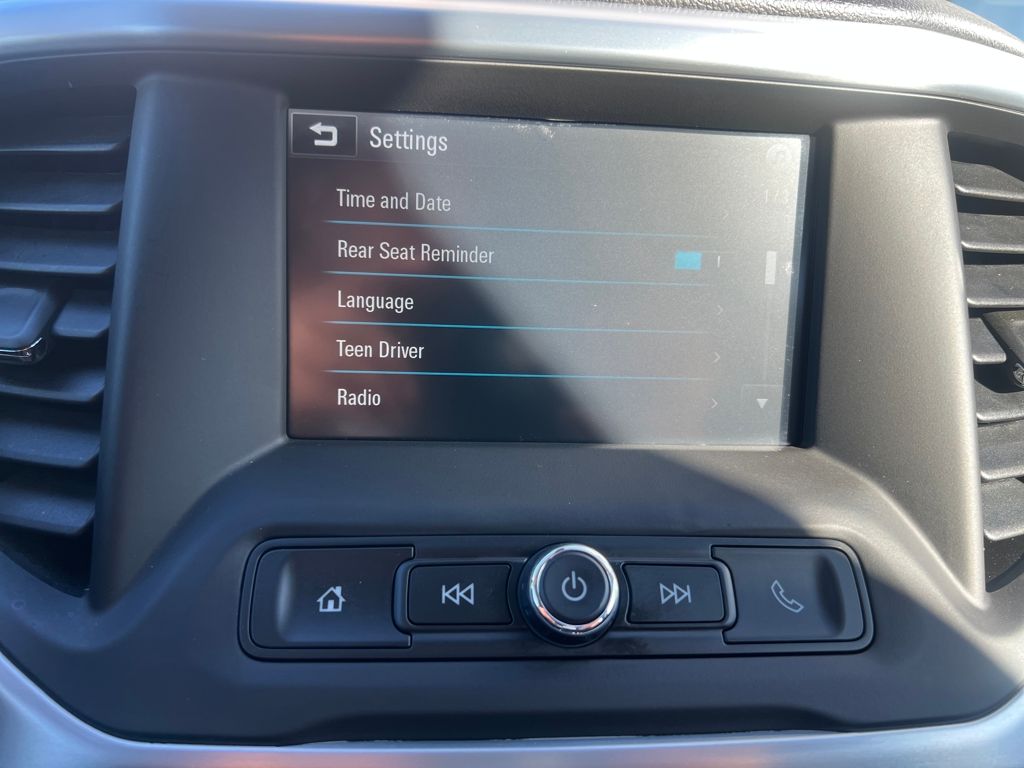 Settings
Time and Date
Rear Seat Reminder
Language
Teen Driver
Radio